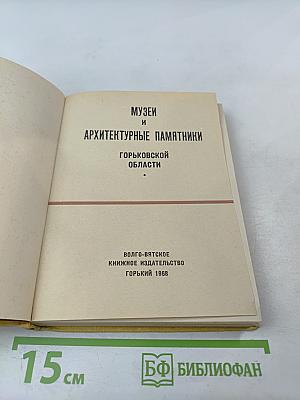 МУЗЕИ
И
АРХИТЕКТУРНЫЕ ПАМЯТНИКИ
ГОРЬКОВСКОЙ
ОБЛАСТИ
ВОЛГО-ВЯТСКОЕ
КНИЖНОЕ ИЗДАТЕЛЬСТВО
ГОРЬКИЙ 1968
15 см
БФ БИБЛИОФАН